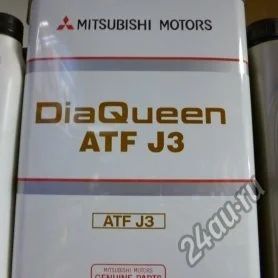 MITSUBISHI MOTORS
DiaQueen
ATF J3
ATF J3
MITSUBISHI MOTORS
GENUINE PARTS
24au.ru